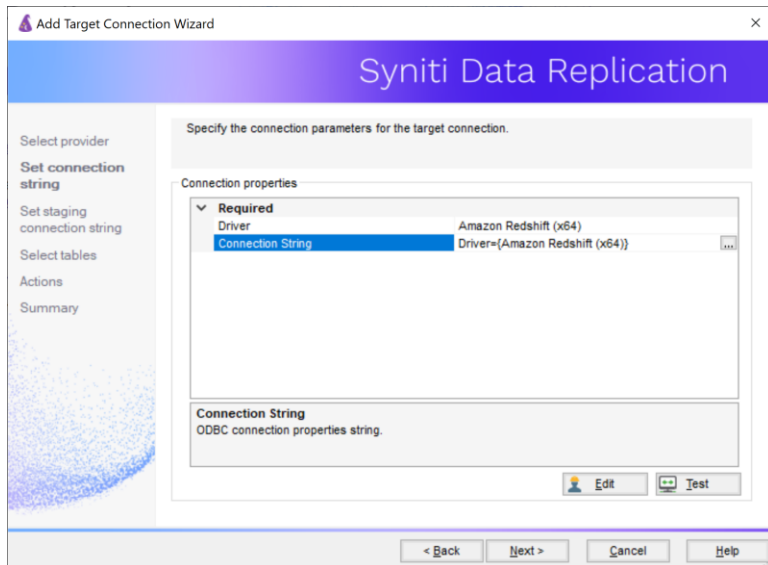 Add Target Connection Wizard
Syniti Data Replication
Select provider
Set connection
string
Set staging
connection string
Select tables
Actions
Summary
Specify the connection parameters for the target connection.
Connection properties
Required
Driver Amazon Redshift (x64)
Connection String Driver={Amazon Redshift (x64)} ...
Connection String
ODBC connection properties string.
Edit Test
< Back Next > Cancel Help